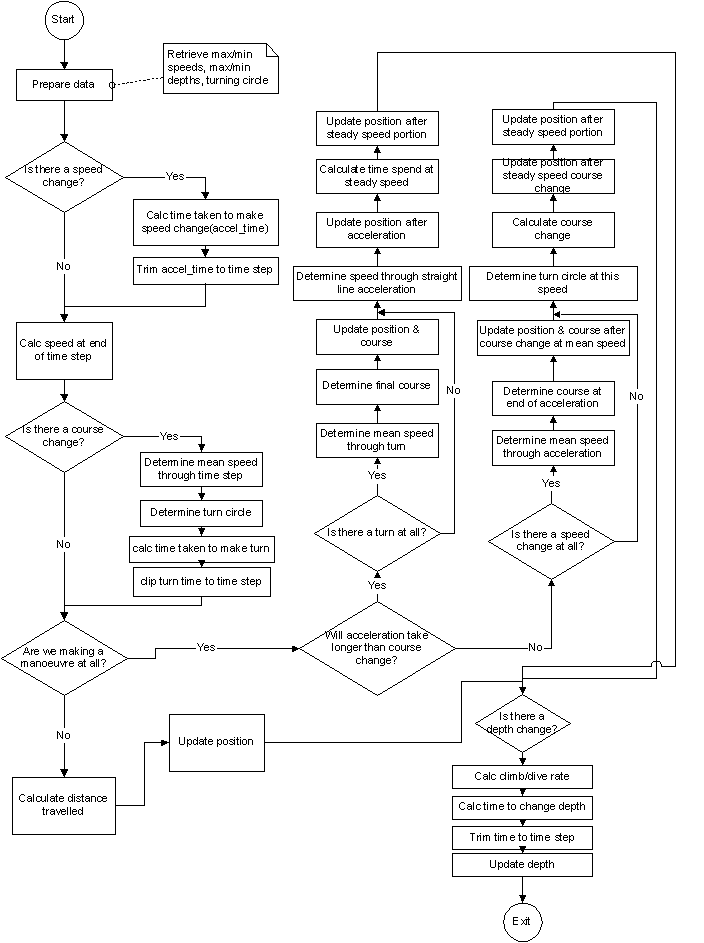 Start
Prepare data
Retrieve max/min
speeds, max/min
depths, turning circle
Is there a speed
change?
Yes
Calc time taken to make
speed change(accel_time)
Trim accel_time to time step
No
Calc speed at end
of time step
Is there a course
change?
Yes
Determine mean speed
through time step
Determine turn circle
calc time taken to make turn
clip turn time to time step
No
Are we making a
manoeuvre at all?
Yes
No
Calculate distance
travelled
Update position
Will acceleration take
longer than course
change?
Yes
No
Is there a turn at all?
Yes
No
Determine mean speed
through turn
Determine final course
Update position &
course
Determine speed through straight
line acceleration
Update position after
acceleration
Calculate time spend at
steady speed
Update position after
steady speed portion
Is there a speed
change at all?
Yes
No
Determine mean speed
through acceleration
Determine course at
end of acceleration
Update position & course after
course change at mean speed
Determine turn circle at this
speed
Calculate course
change
Update position after
steady speed course
change
Update position after
steady speed portion
Is there a
depth change?
Calc climb/dive rate
Calc time to change depth
Trim time to time step
Update depth
Exit